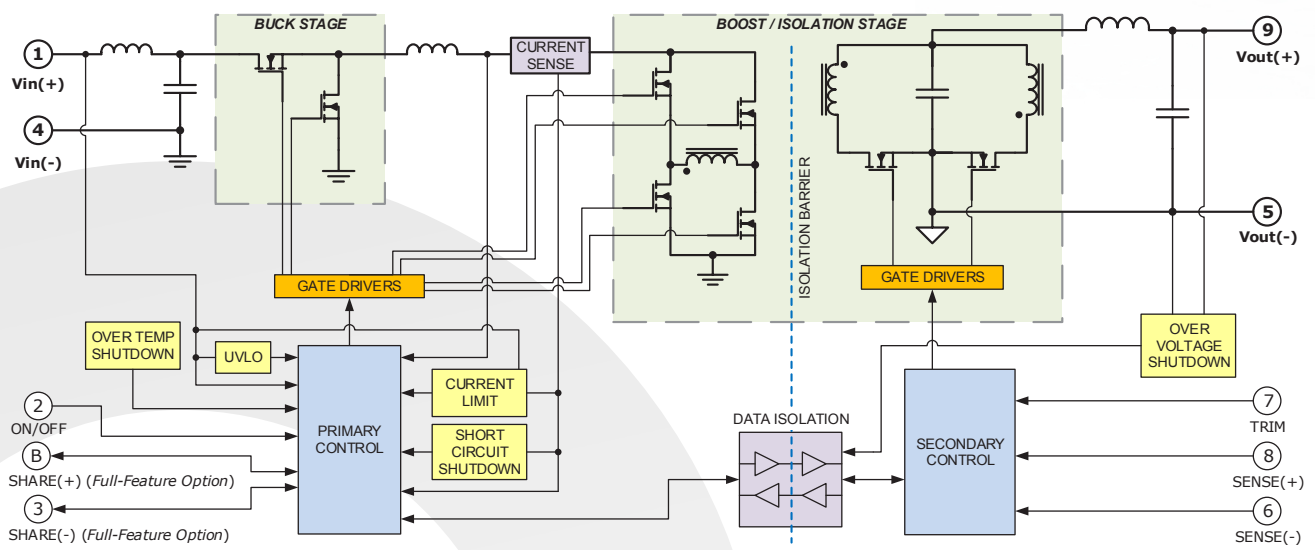 BUCK STAGE
BOOST / ISOLATION STAGE
1
Vin(+)
4
Vin(-)
CURRENT
SENSE
9
Vout(+)
5
Vout(-)
ISOLATION BARRIER
GATE DRIVERS
GATE DRIVERS
OVER TEMP
SHUTDOWN
UVLO
CURRENT
LIMIT
SHORT
CIRCUIT
SHUTDOWN
PRIMARY
CONTROL
OVER
VOLTAGE
SHUTDOWN
DATA ISOLATION
SECONDARY
CONTROL
2
ON/OFF
B
SHARE(+) (Full-Feature Option)
3
SHARE(-) (Full-Feature Option)
7
TRIM
8
SENSE(+)
6
SENSE(-)